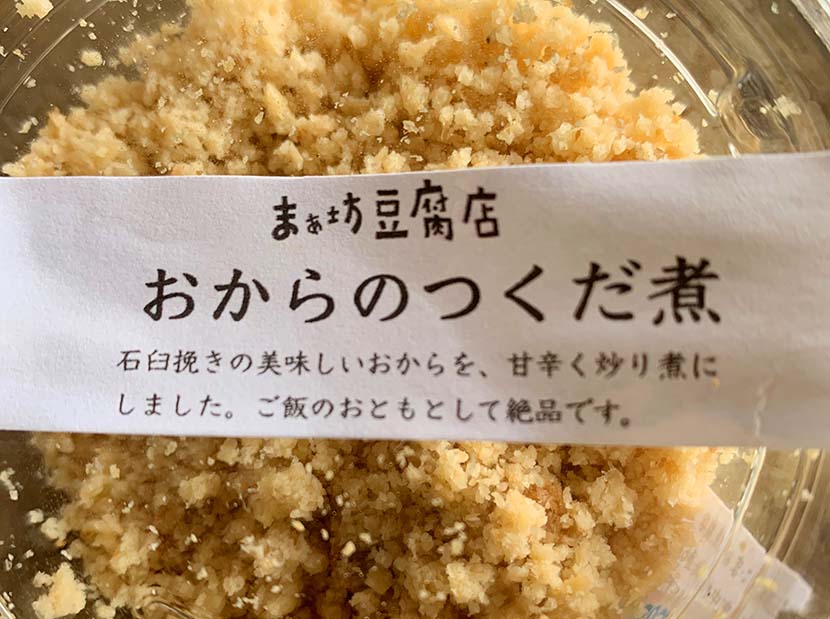 まぁ坊豆腐店
おからのつくだ煮
石臼挽きの美味しいおからを、甘辛く炒り煮に
しました。ご飯のおともとして絶品です。